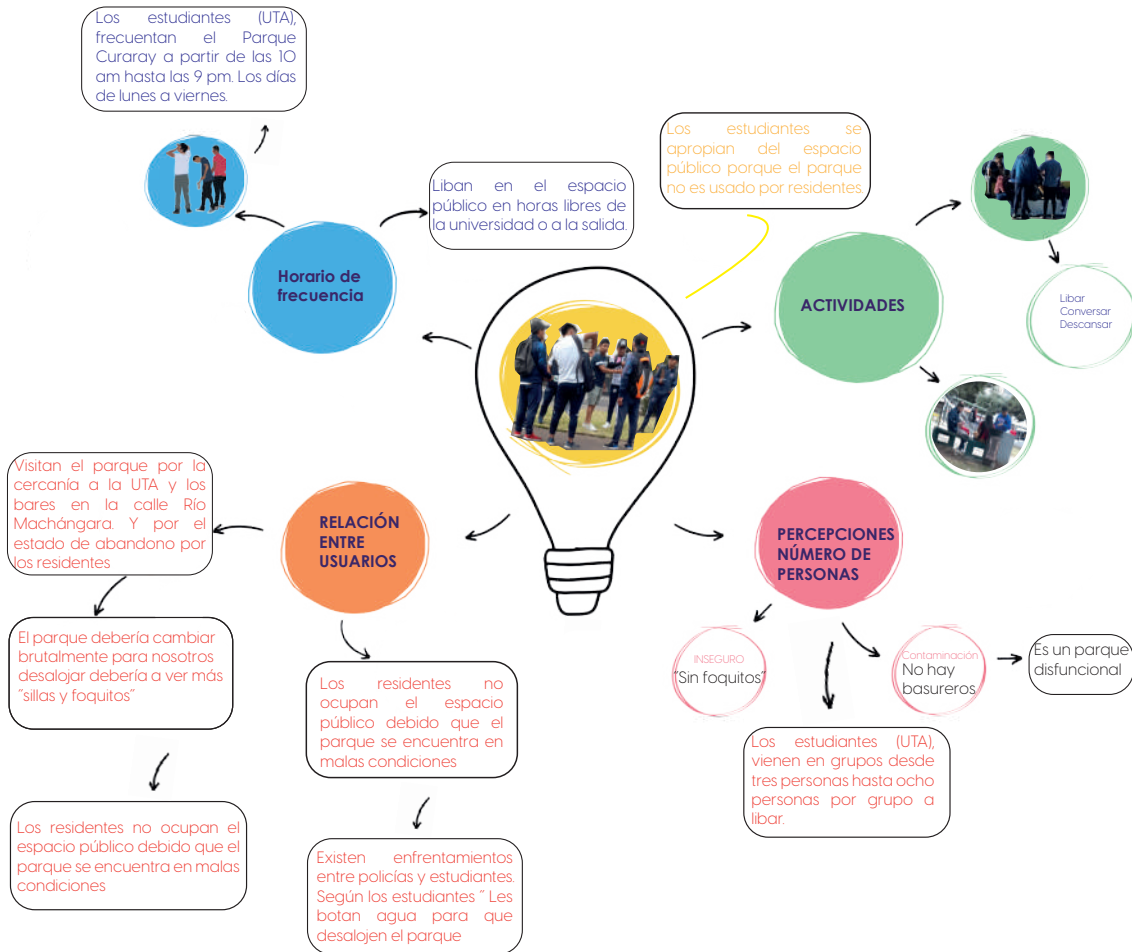 Los estudiantes (UTA),
frecuentan el Parque
Curaray a partir de las 10
am hasta las 9 pm. Los días
de lunes a viernes.
Liban en el espacio
público en horas libres de
la universidad o a la salida.
Horario de
frecuencia
Los estudiantes se
apropian del espacio
público porque el parque
no es usado por residentes.
ACTIVIDADES
Libar
Conversar
Descansar
Visitan el parque por la
cercanía a la UTA y los
bares en la calle Río
Machángara. Y por el
estado de abandono por
los residentes
RELACIÓN
ENTRE
USUARIOS
El parque debería cambiar
brutalmente para nosotros
desalojar debería a ver más
"sillas y foquitos"
Los residentes no ocupan el
espacio público debido que el
parque se encuentra en malas
condiciones
Los residentes no
ocupan el espacio
público debido que el
parque se encuentra en
malas condiciones
Existen enfrentamientos
entre policías y estudiantes.
Según los estudiantes " Les
botan agua para que
desalojen el parque
PERCEPCIONES
NÚMERO DE
PERSONAS
INSEGURO
"Sin foquitos"
Contaminación
No hay
basureros
Es un parque
disfuncional
Los estudiantes (UTA),
vienen en grupos desde
tres personas hasta ocho
personas por grupo a
libar.